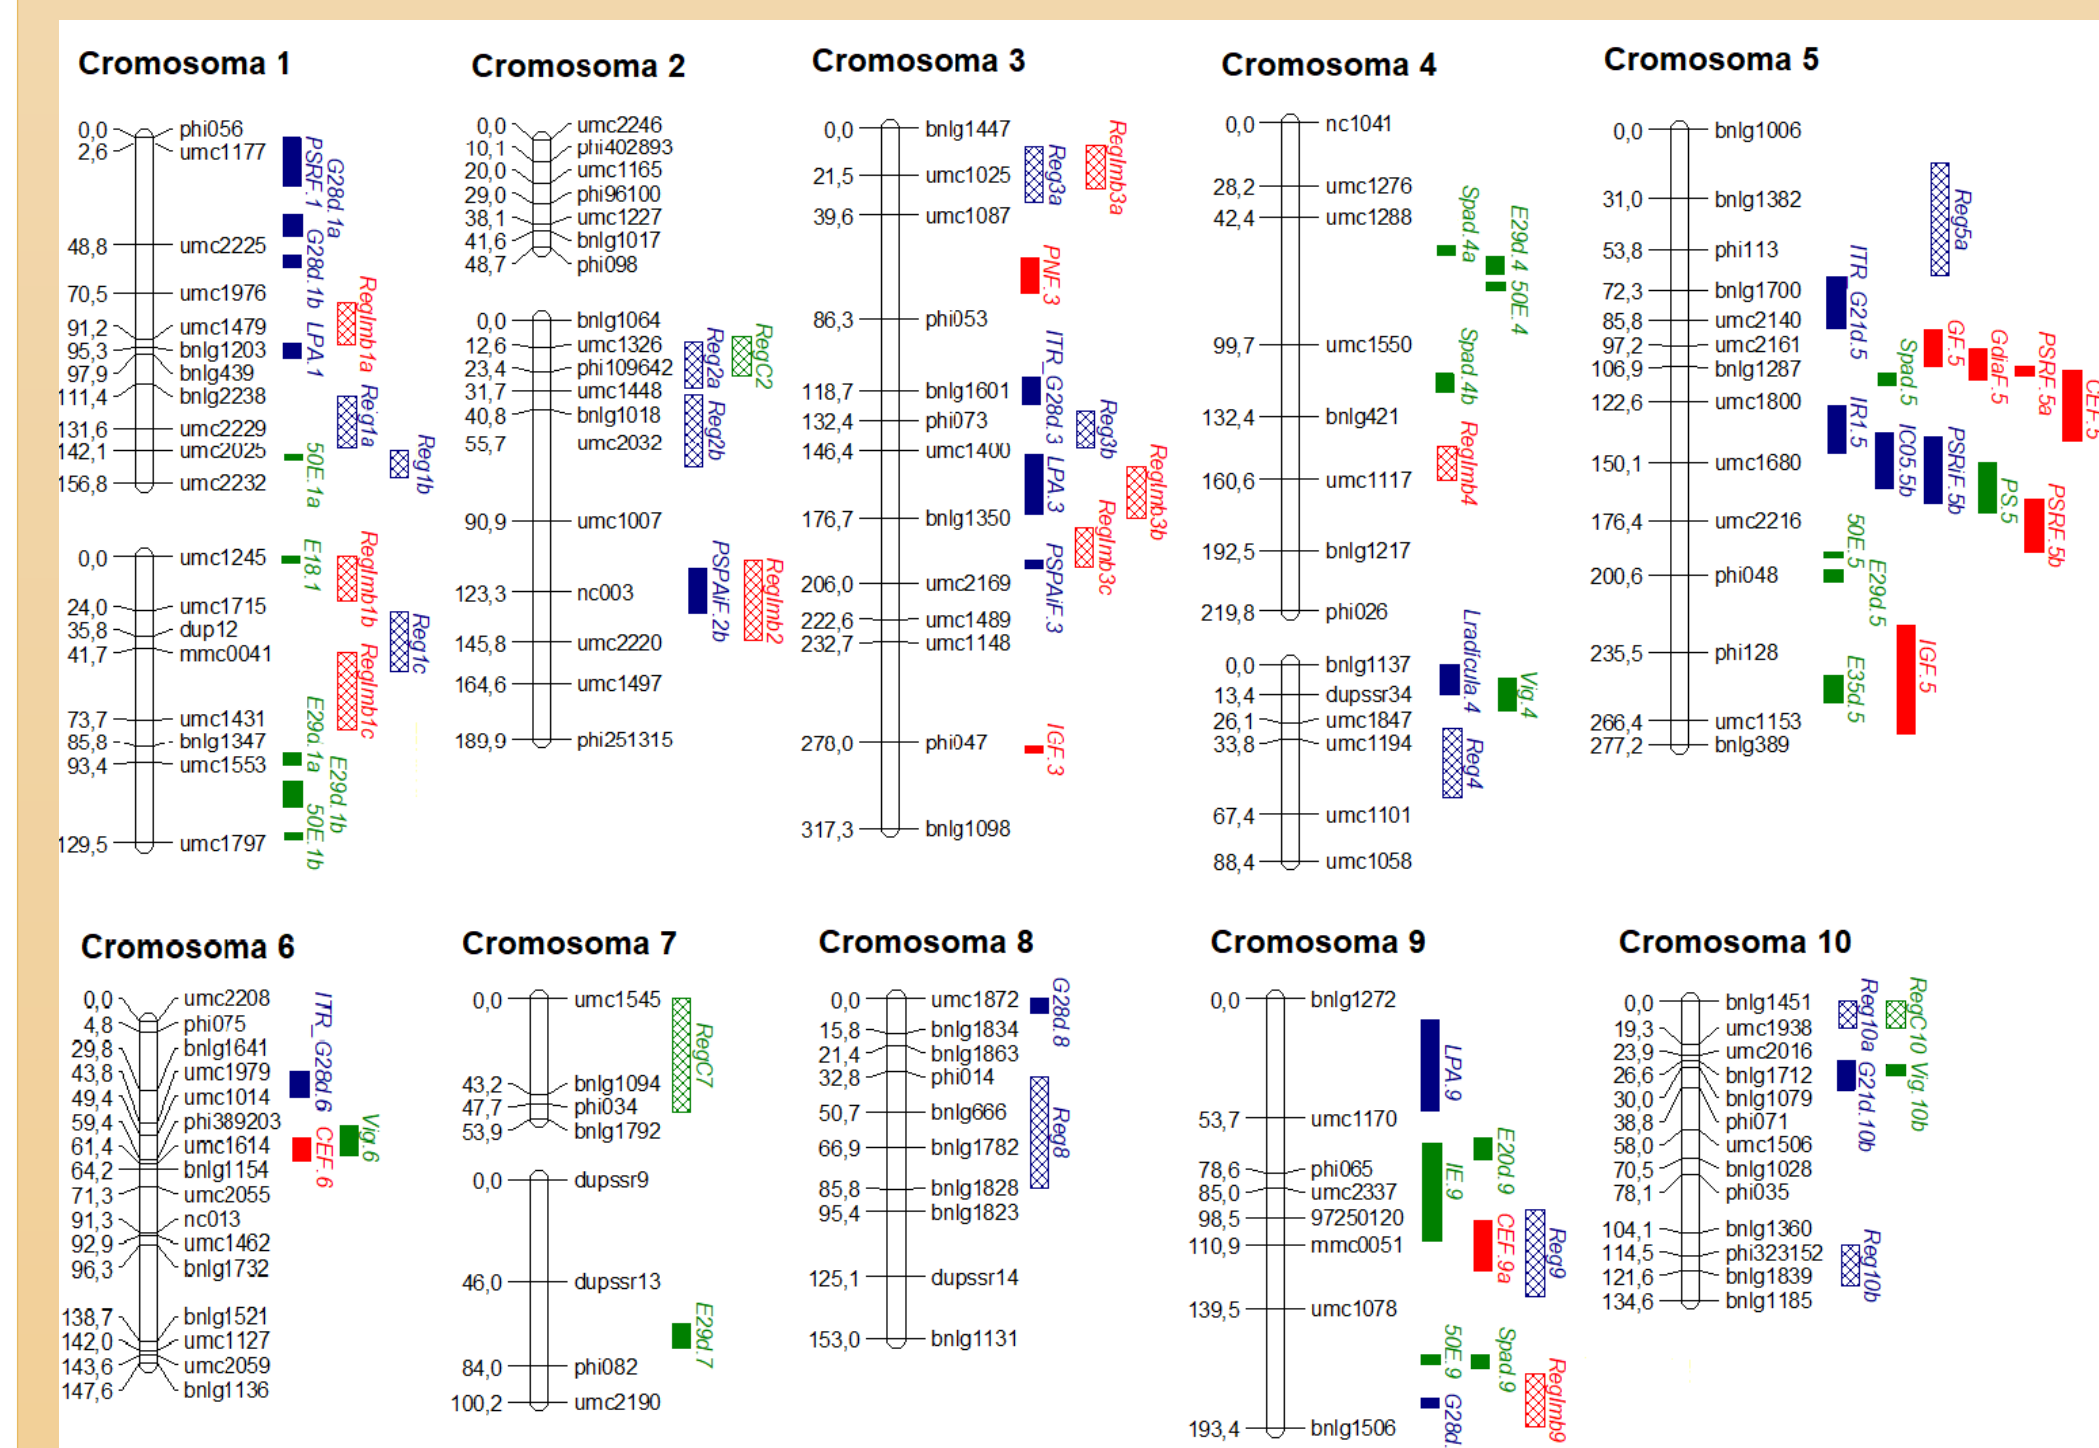 Cromosoma 1
0,0 phi056
2,6 umc1177
48,8 umc2225
70,5 umc1976
91,2 umc1479
95,3 bnlg1203
97,9 bnlg439
111,4 bnlg2238
131,6 umc2229
142,1 umc2025
156,8 umc2232
PSRF.1
G28d.1a
G28d.1b
LPA.1
RegImb1a
Reg1a
Reg1b
50E.1a
0,0 umc1245
24,0 umc1715
35,8 dup12
41,7 mmc0041
73,7 umc1431
85,8 bnlg1347
93,4 umc1553
129,5 umc1797
E18.1
RegImb1b
Reg1c
RegImb1c
E29d.1a
E29d.1b
50E.1b
Cromosoma 2
0,0 umc2246
10,1 phi402893
20,0 umc1165
29,0 phi96100
38,1 umc1227
41,6 bnlg1017
48,7 phi098
0,0 bnlg1064
12,6 umc1326
23,4 phi109642
31,7 umc1448
40,8 bnlg1018
55,7 umc2032
90,9 umc1007
123,3 nc003
145,8 umc2220
164,6 umc1497
189,9 phi251315
Reg2a
RegC2
Reg2b
PSPAiF.2b
RegImb2
Cromosoma 3
0,0 bnlg1447
21,5 umc1025
39,6 umc1087
86,3 phi053
118,7 bnlg1601
132,4 phi073
146,4 umc1400
176,7 bnlg1350
206,0 umc2169
222,6 umc1489
232,7 umc1148
278,0 phi047
317,3 bnlg1098
Reg3a
RegImb3a
PNF.3
ITR_G28d.3
Reg3b
LPA.3
RegImb3b
RegImb3c
PSPAiF.3
IGF.3
Cromosoma 4
0,0 nc1041
28,2 umc1276
42,4 umc1288
99,7 umc1550
132,4 bnlg421
160,6 umc1117
192,5 bnlg1217
219,8 phi026
Spad.4a
E29d.4
50E.4
Spad.4b
RegImb4
0,0 bnlg1137
13,4 dupssr34
26,1 umc1847
33,8 umc1194
67,4 umc1101
88,4 umc1058
Lradícula.4
Vig.4
Reg4
Cromosoma 5
0,0 bnlg1006
31,0 bnlg1382
53,8 phi113
72,3 bnlg1700
85,8 umc2140
97,2 umc2161
106,9 bnlg1287
122,6 umc1800
150,1 umc1680
176,4 umc2216
200,6 phi048
235,5 phi128
266,4 umc1153
277,2 bnlg389
Reg5a
ITR_G21d.5
GF.5
GdiaF.5
PSRF.5a
CEF.5
Spad.5
IR1.5
IC05.5b
PSRiF.5b
PS.5
PSRF.5b
50E.5
E29d.5
IGF.5
E35d.5
Cromosoma 6
0,0 umc2208
4,8 phi075
29,8 bnlg1641
43,8 umc1979
49,4 umc1014
59,4 phi389203
61,4 umc1614
64,2 bnlg1154
71,3 umc2055
91,3 nc013
92,9 umc1462
96,3 bnlg1732
138,7 bnlg1521
142,0 umc1127
143,6 umc2059
147,6 bnlg1136
ITR_G28d.6
CEF.6
Vig.6
Cromosoma 7
0,0 umc1545
43,2 bnlg1094
47,7 phi034
53,9 bnlg1792
RegC7
0,0 dupssr9
46,0 dupssr13
84,0 phi082
100,2 umc2190
E29d.7
Cromosoma 8
0,0 umc1872
15,8 bnlg1834
21,4 bnlg1863
32,8 phi014
50,7 bnlg666
66,9 bnlg1782
85,8 bnlg1828
95,4 bnlg1823
125,1 dupssr14
153,0 bnlg1131
G28d.8
Reg8
Cromosoma 9
0,0 bnlg1272
53,7 umc1170
78,6 phi065
85,0 umc2337
98,5 97250120
110,9 mmc0051
139,5 umc1078
193,4 bnlg1506
LPA.9
IE.9
E20d.9
CEF.9a
Reg9
50E.9
Spad.9
G28d.
RegImb9
Cromosoma 10
0,0 bnlg1451
19,3 umc1938
23,9 umc2016
26,6 bnlg1712
30,0 bnlg1079
38,8 phi071
58,0 umc1506
70,5 bnlg1028
78,1 phi035
104,1 bnlg1360
114,5 phi323152
121,6 bnlg1839
134,6 bnlg1185
Reg10a
RegC10
G21d.10b
Vig.10b
Reg10b